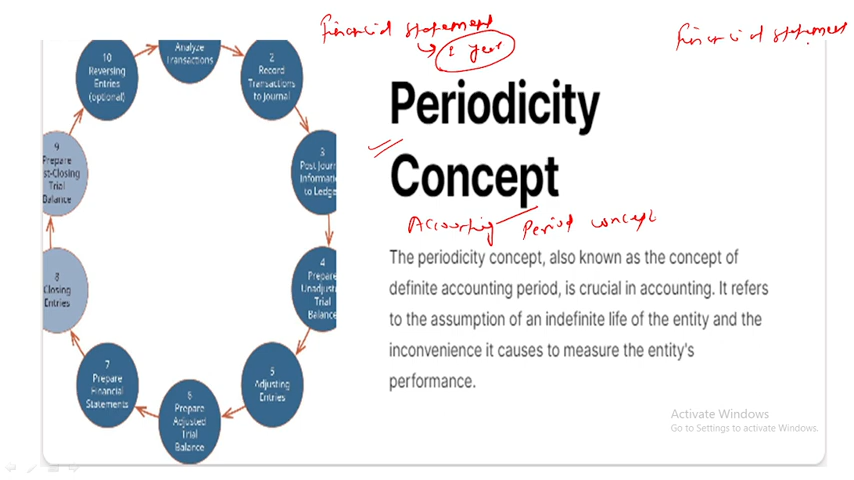 Financial statement
1 year
Financial statement
Periodicity
Concept
Accounting Period concept
The periodicity concept, also known as the concept of
definite accounting period, is crucial in accounting. It refers
to the assumption of an indefinite life of the entity and the
inconvenience it causes to measure the entity's
performance.
Analyze
Transactions
2
Record
Transactions
to Journal
3
Post Journ
Informati
to Ledge
4
Prepare
Unadjust
Trial
Balance
5
Adjusting
Entries
6
Prepare
Adjusted
Trial
Balance
7
Prepare
Financial
Statements
8
Closing
Entries
9
Prepare
st-Closing
Trial
Balance
10
Reversing
Entries
(optional)
Activate Windows
Go to Settings to activate Windows.